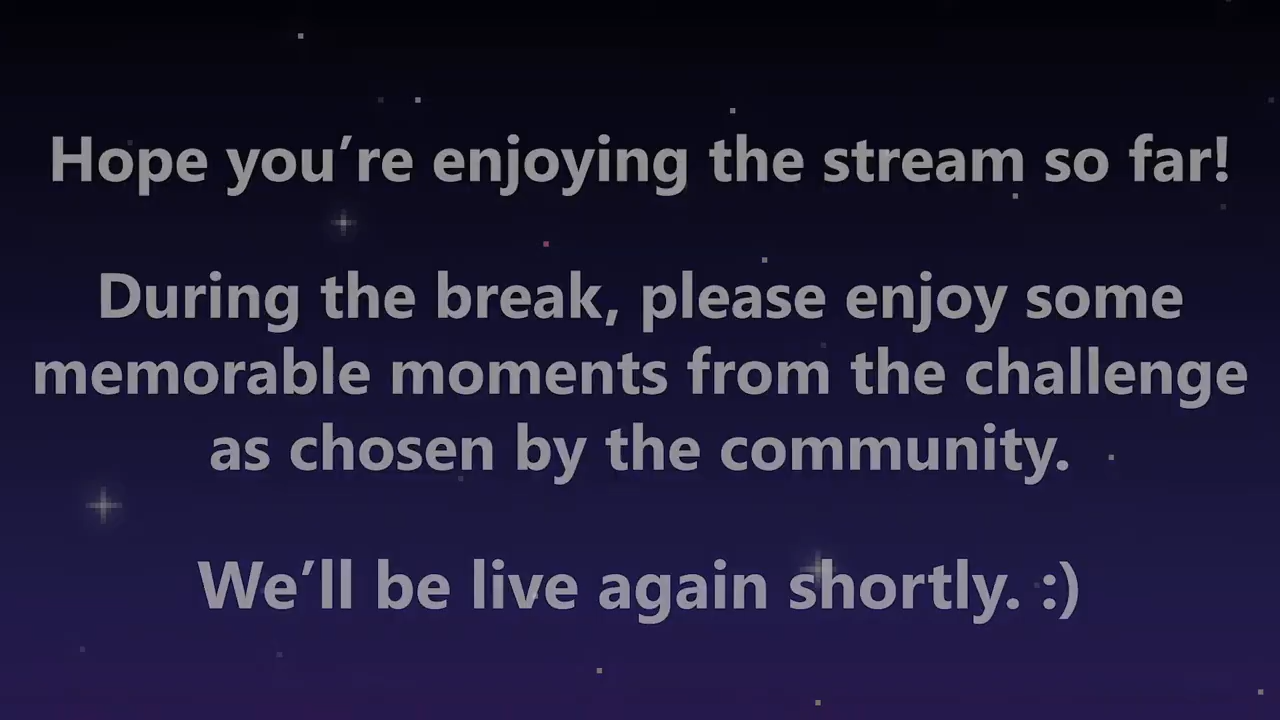 Hope you’re enjoying the stream so far!
During the break, please enjoy some
memorable moments from the challenge
as chosen by the community.
We’ll be live again shortly. :)